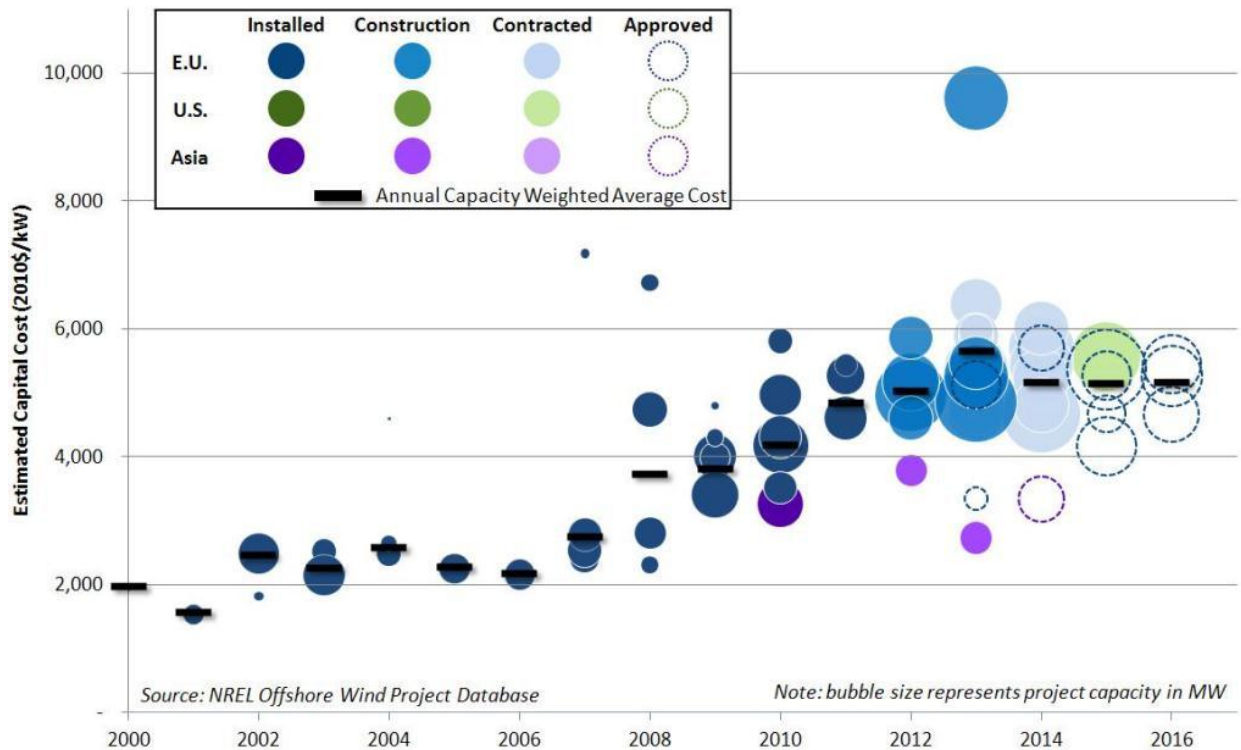 Installed Construction Contracted Approved
E.U.
U.S.
Asia
Annual Capacity Weighted Average Cost
Estimated Capital Cost (2010$/kW)
10,000
8,000
6,000
4,000
2,000
-
Source: NREL Offshore Wind Project Database
Note: bubble size represents project capacity in MW
2000 2002 2004 2006 2008 2010 2012 2014 2016